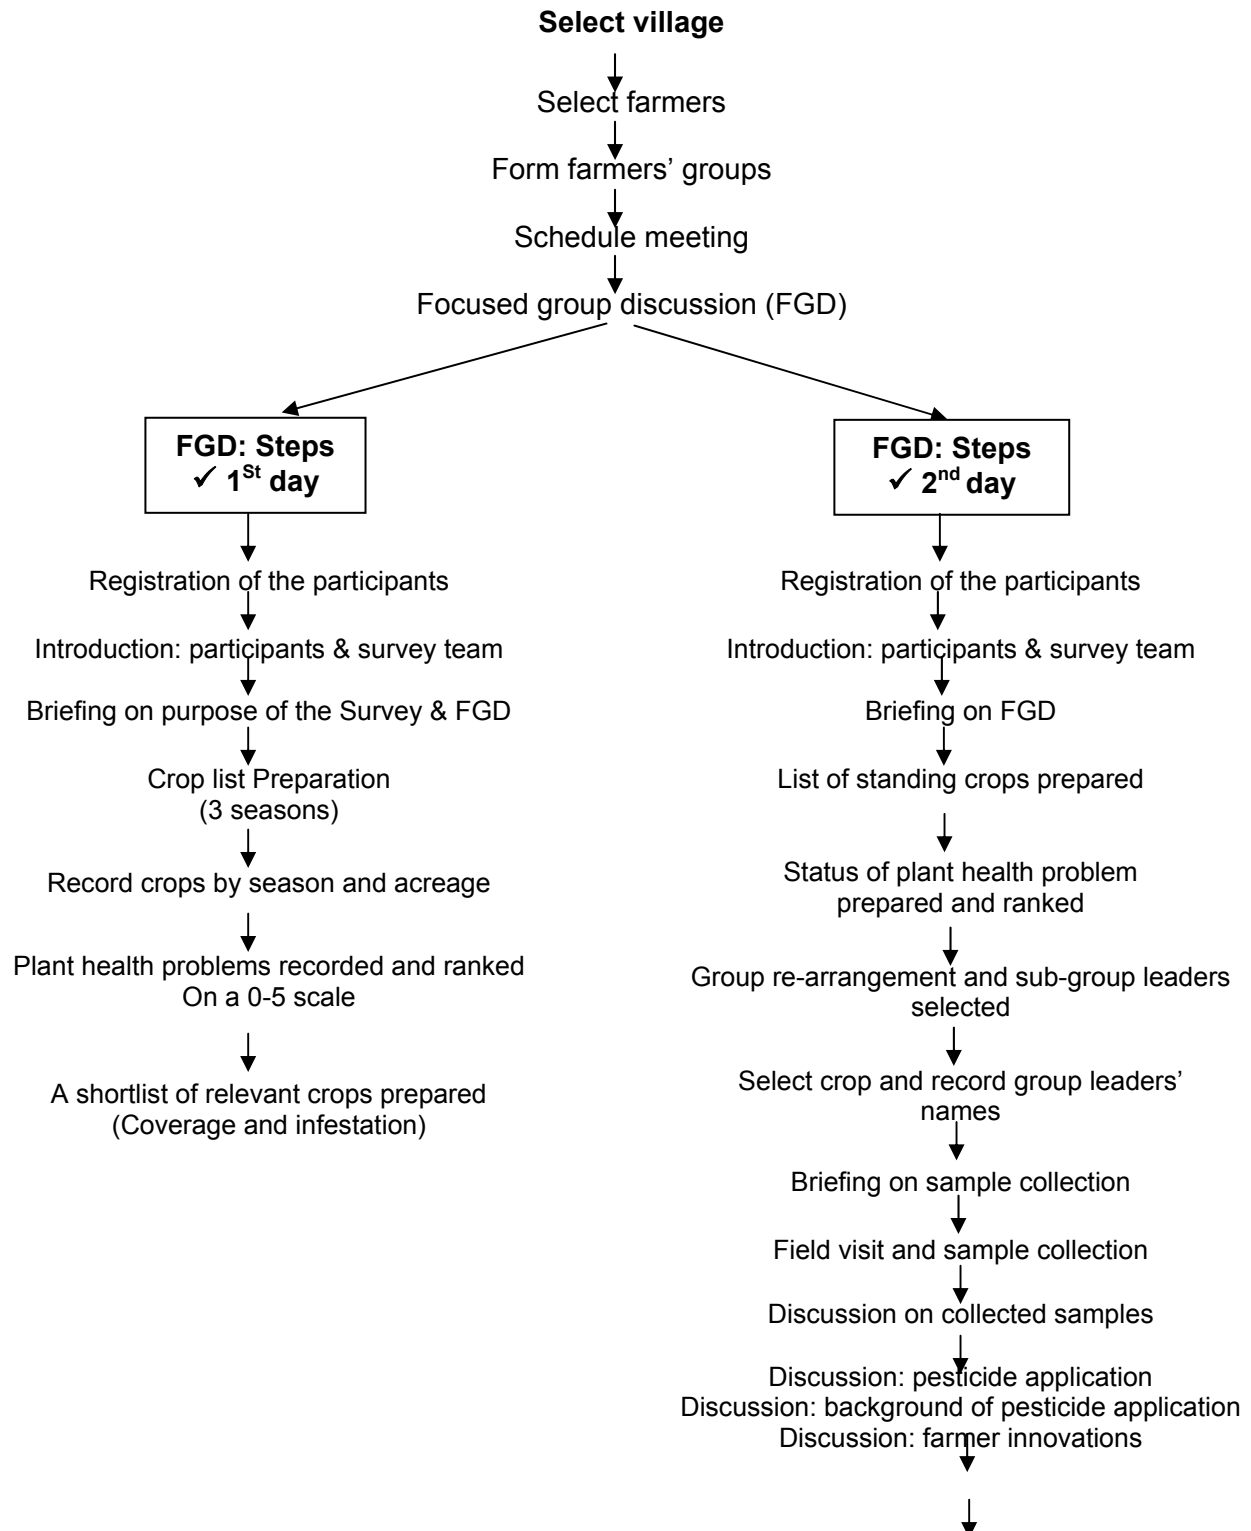 Select village
Select farmers
Form farmers’ groups
Schedule meeting
Focused group discussion (FGD)
FGD: Steps
✓ 1St day
Registration of the participants
Introduction: participants & survey team
Briefing on purpose of the Survey & FGD
Crop list Preparation
(3 seasons)
Record crops by season and acreage
Plant health problems recorded and ranked
On a 0-5 scale
A shortlist of relevant crops prepared
(Coverage and infestation)
FGD: Steps
✓ 2nd day
Registration of the participants
Introduction: participants & survey team
Briefing on FGD
List of standing crops prepared
Status of plant health problem
prepared and ranked
Group re-arrangement and sub-group leaders
selected
Select crop and record group leaders’
names
Briefing on sample collection
Field visit and sample collection
Discussion on collected samples
Discussion: pesticide application
Discussion: background of pesticide application
Discussion: farmer innovations